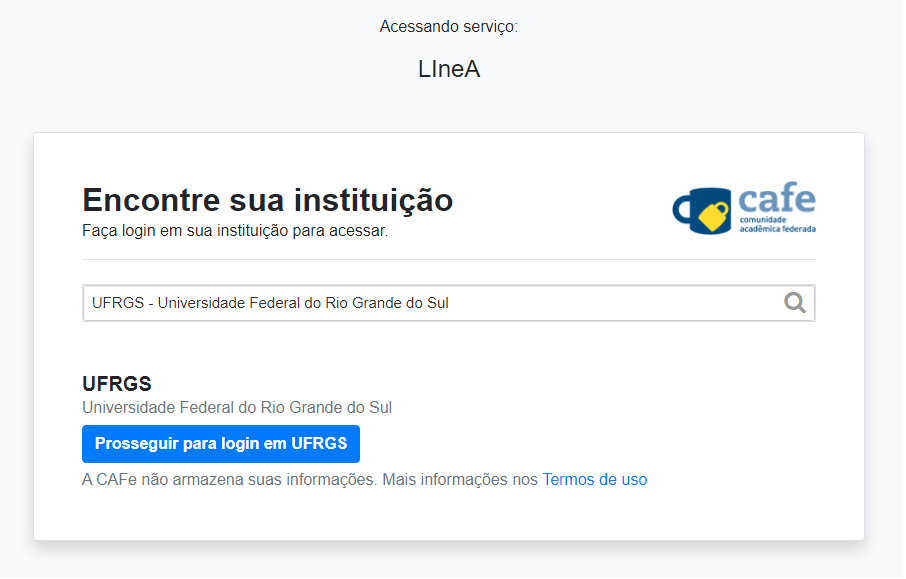 Acessando serviço:
LIneA
Encontre sua instituição
Faça login em sua instituição para acessar.
cafe
comunidade
acadêmica federada
UFRGS - Universidade Federal do Rio Grande do Sul
UFRGS
Universidade Federal do Rio Grande do Sul
Prosseguir para login em UFRGS
A CAFe não armazena suas informações. Mais informações nos Termos de uso